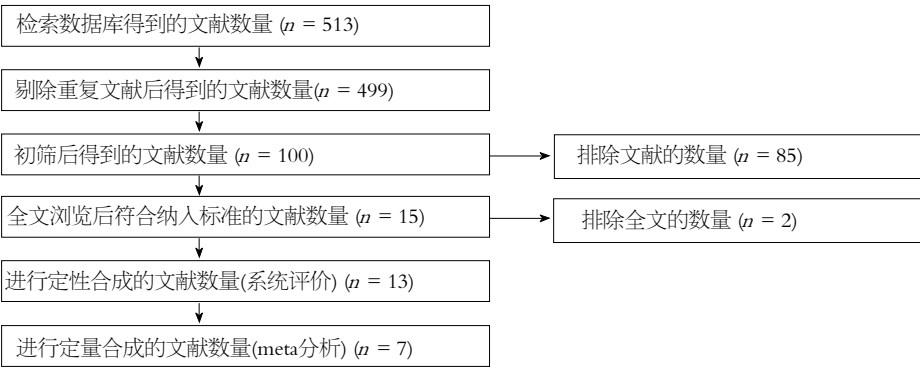 检索数据库得到的文献数量 (n = 513)
剔除重复文献后得到的文献数量(n = 499)
初筛后得到的文献数量 (n = 100)
排除文献的数量 (n = 85)
全文浏览后符合纳入标准的文献数量 (n = 15)
排除全文的数量 (n = 2)
进行定性合成的文献数量(系统评价) (n = 13)
进行定量合成的文献数量(meta分析) (n = 7)